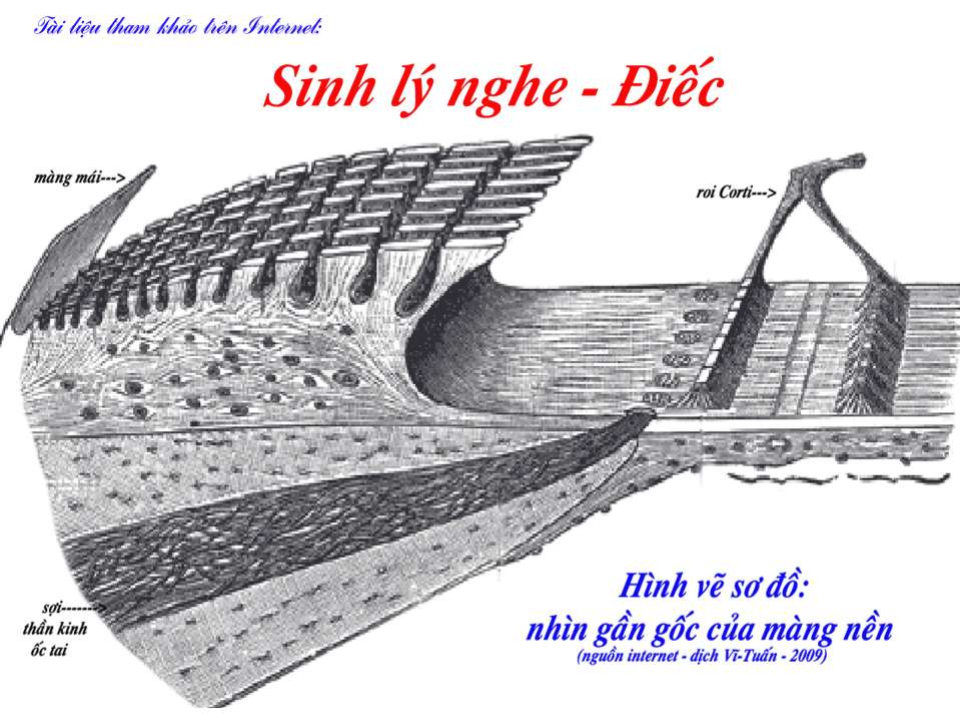 Tài liệu tham khảo trên Internet:
Sinh lý nghe - Điếc
màng mái--->
roi Corti--->
sợi------->
thần kinh
ốc tai
Hình vẽ sơ đồ:
nhìn gần gốc của màng nền
(nguồn internet - dịch Vĩ-Tuấn - 2009)